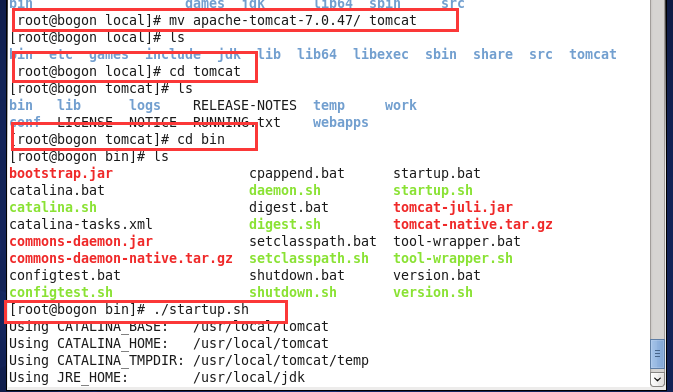 bin games jdk lib64 sbin src
[root@bogon local]# mv apache-tomcat-7.0.47/ tomcat
[root@bogon local]# ls
bin etc games include jdk lib lib64 libexec sbin share src tomcat
[root@bogon local]# cd tomcat
[root@bogon tomcat]# ls
bin lib logs RELEASE-NOTES temp work
conf LICENSE NOTICE RUNNING.txt webapps
[root@bogon tomcat]# cd bin
[root@bogon bin]# ls
bootstrap.jar cpappend.bat startup.bat
catalina.bat daemon.sh startup.sh
catalina.sh digest.bat tomcat-juli.jar
catalina-tasks.xml digest.sh tomcat-native.tar.gz
commons-daemon.jar setclasspath.bat tool-wrapper.bat
commons-daemon-native.tar.gz setclasspath.sh tool-wrapper.sh
configtest.bat shutdown.bat version.bat
configtest.sh shutdown.sh version.sh
[root@bogon bin]# ./startup.sh
Using CATALINA_BASE: /usr/local/tomcat
Using CATALINA_HOME: /usr/local/tomcat
Using CATALINA_TMPDIR: /usr/local/tomcat/temp
Using JRE_HOME: /usr/local/jdk